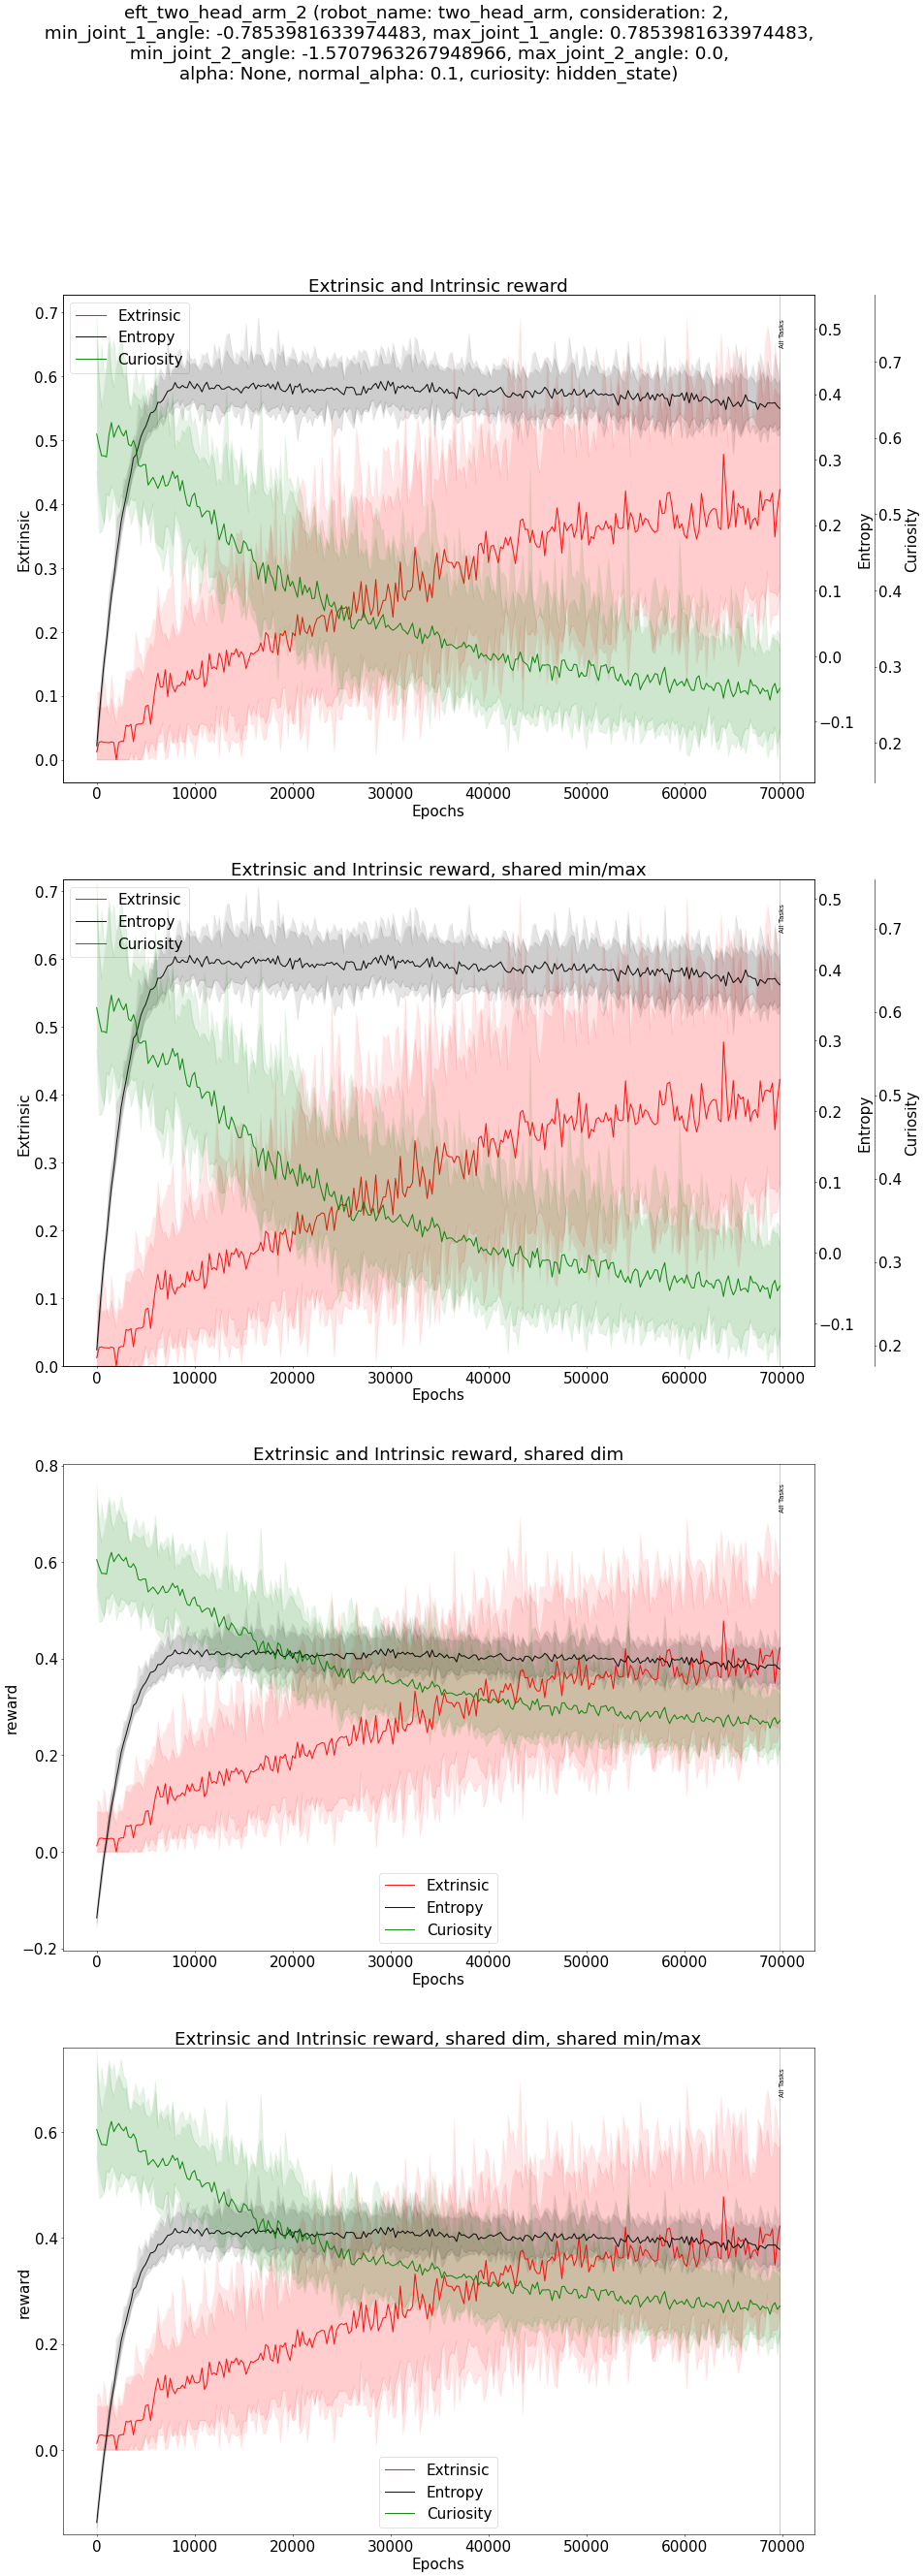 eft_two_head_arm_2 (robot_name: two_head_arm, consideration: 2,
min_joint_1_angle: -0.7853981633974483, max_joint_1_angle: 0.7853981633974483,
min_joint_2_angle: -1.5707963267948966, max_joint_2_angle: 0.0,
alpha: None, normal_alpha: 0.1, curiosity: hidden_state)
Extrinsic and Intrinsic reward
Extrinsic
Entropy
Curiosity
All Tasks
0.7
0.6
0.5
0.4
0.3
0.2
0.1
0.0
Extrinsic
0.5
0.4
0.3
0.2
0.1
0.0
−0.1
Entropy
0.7
0.6
0.5
0.4
0.3
0.2
Curiosity
0 10000 20000 30000 40000 50000 60000 70000
Epochs
Extrinsic and Intrinsic reward, shared min/max
Extrinsic
Entropy
Curiosity
All Tasks
0.7
0.6
0.5
0.4
0.3
0.2
0.1
0.0
Extrinsic
0.5
0.4
0.3
0.2
0.1
0.0
−0.1
Entropy
0.7
0.6
0.5
0.4
0.3
0.2
Curiosity
0 10000 20000 30000 40000 50000 60000 70000
Epochs
Extrinsic and Intrinsic reward, shared dim
All Tasks
0.8
0.6
0.4
0.2
0.0
−0.2
reward
Extrinsic
Entropy
Curiosity
0 10000 20000 30000 40000 50000 60000 70000
Epochs
Extrinsic and Intrinsic reward, shared dim, shared min/max
All Tasks
0.6
0.4
0.2
0.0
reward
Extrinsic
Entropy
Curiosity
0 10000 20000 30000 40000 50000 60000 70000
Epochs